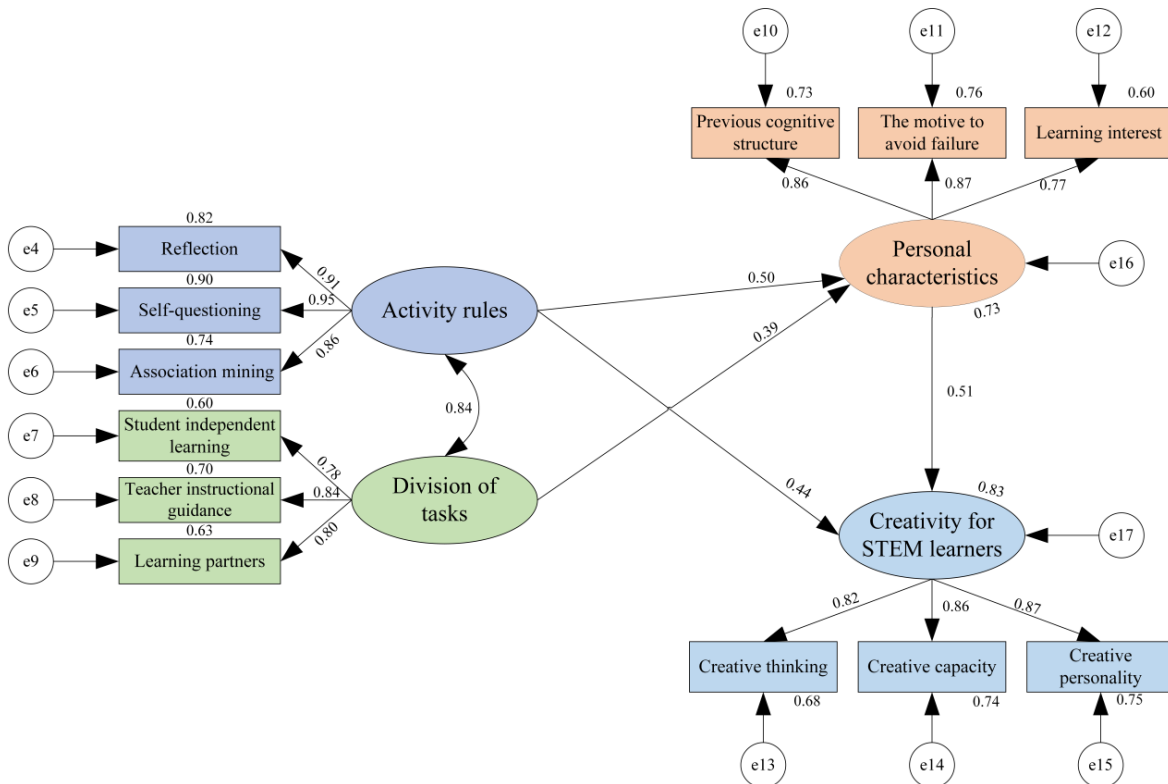 e10
e11
e12
0.73
0.76
0.60
Previous cognitive
structure
The motive to
avoid failure
Learning interest
0.86
0.87
0.77
0.82
e4
Reflection
0.91
0.90
e5
Self-questioning
0.95
0.74
e6
Association mining
0.86
Activity rules
0.50
Personal
characteristics
e16
0.73
0.39
0.60
e7
Student independent
learning
0.78
0.84
0.51
0.70
e8
Teacher instructional
guidance
0.84
Division of
tasks
0.44
0.83
0.63
e9
Learning partners
0.80
Creativity for
STEM learners
e17
0.82
0.86
0.87
Creative thinking
Creative capacity
Creative
personality
0.68
0.74
0.75
e13
e14
e15